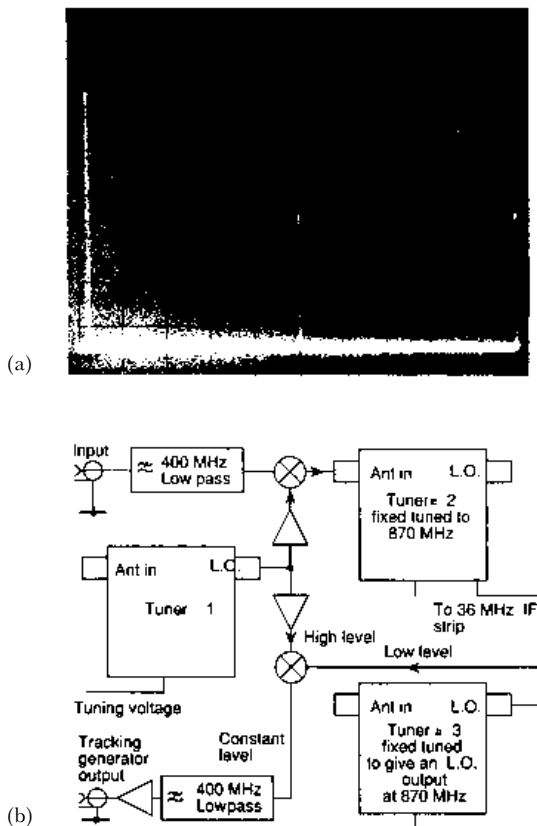 (a)
Input
≈ 400 MHz
Low pass
Ant in L.O.
Tuner 2
fixed tuned to
870 MHz
Ant in L.O.
Tuner 1
To 36 MHz IF
strip
High level
Low level
Tuning voltage
Tracking
generator
output
Constant
level
≈ 400 MHz
Lowpass
Ant in L.O.
Tuner 3
fixed tuned
to give an L.O.
output
at 870 MHz
(b)